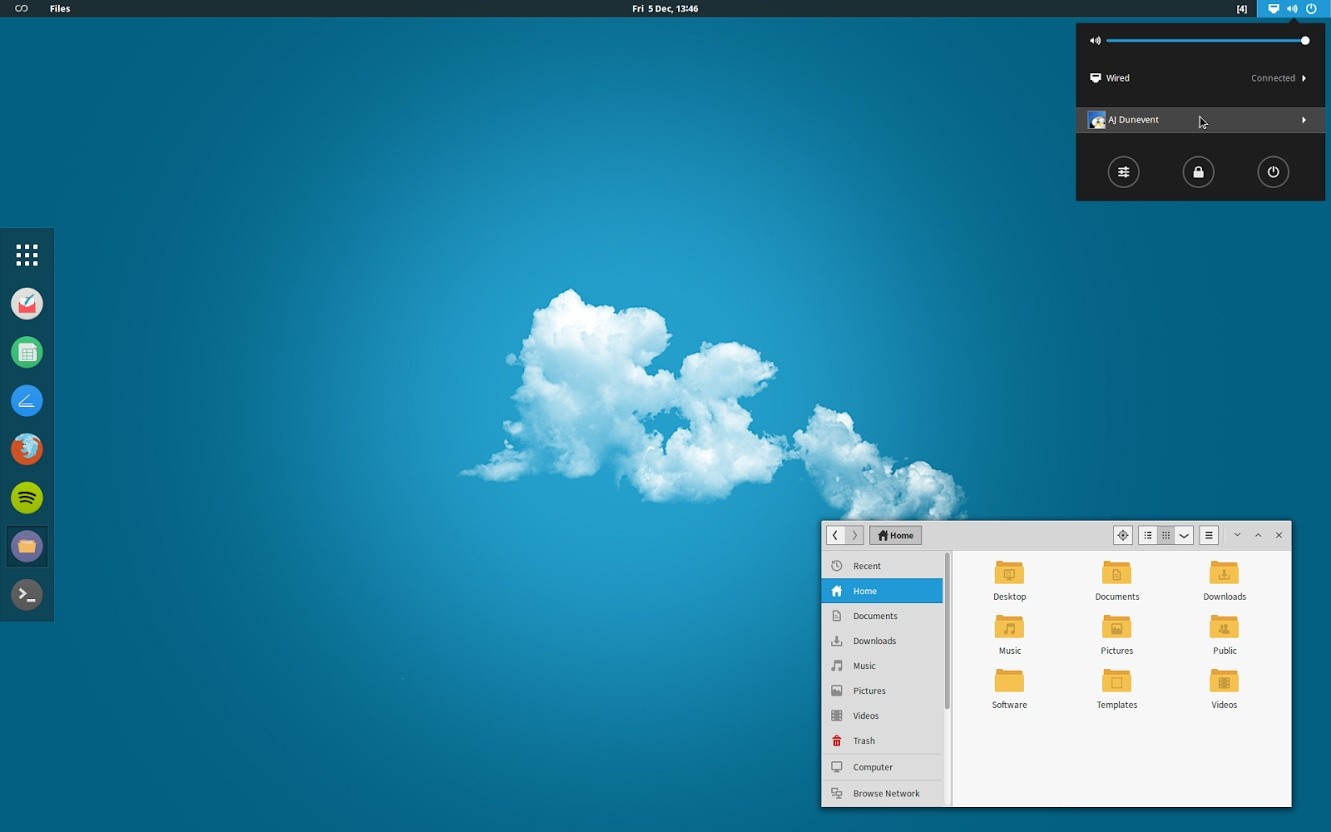 Files
Fri 5 Dec, 13:46
[4]
Wired
Connected
AJ Dunevent
Home
Recent
Home
Documents
Downloads
Music
Pictures
Videos
Trash
Computer
Browse Network
Desktop
Documents
Downloads
Music
Pictures
Public
Software
Templates
Videos